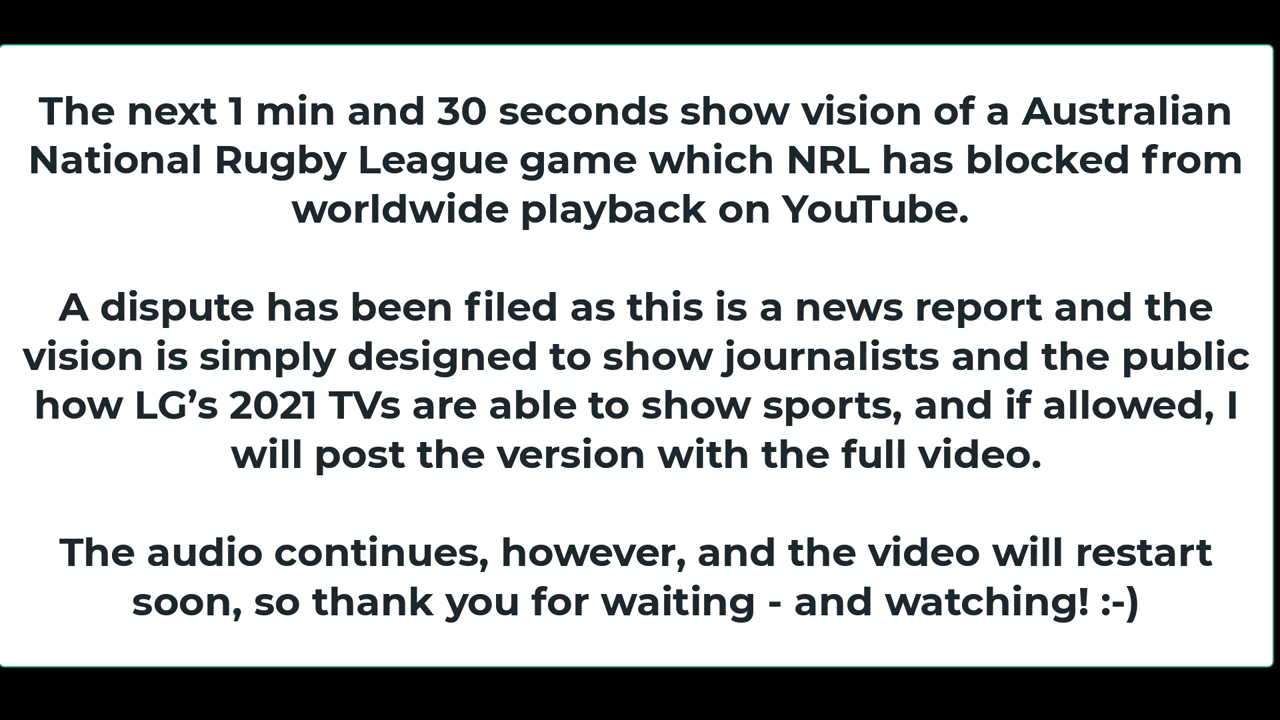 The next 1 min and 30 seconds show vision of a Australian
National Rugby League game which NRL has blocked from
worldwide playback on YouTube.
A dispute has been filed as this is a news report and the
vision is simply designed to show journalists and the public
how LG’s 2021 TVs are able to show sports, and if allowed, I
will post the version with the full video.
The audio continues, however, and the video will restart
soon, so thank you for waiting - and watching! :-)